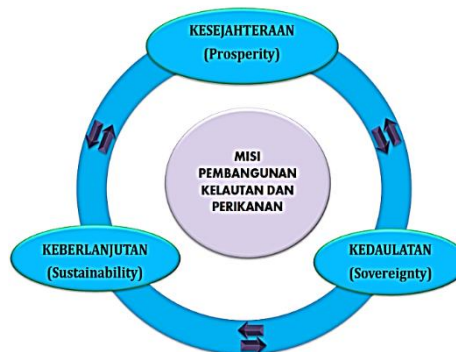 KESEJAHTERAAN
(Prosperity)
MISI
PEMBANGUNAN
KELAUTAN DAN
PERIKANAN
KEBERLANJUTAN
(Sustainability)
KEDAULATAN
(Sovereignty)